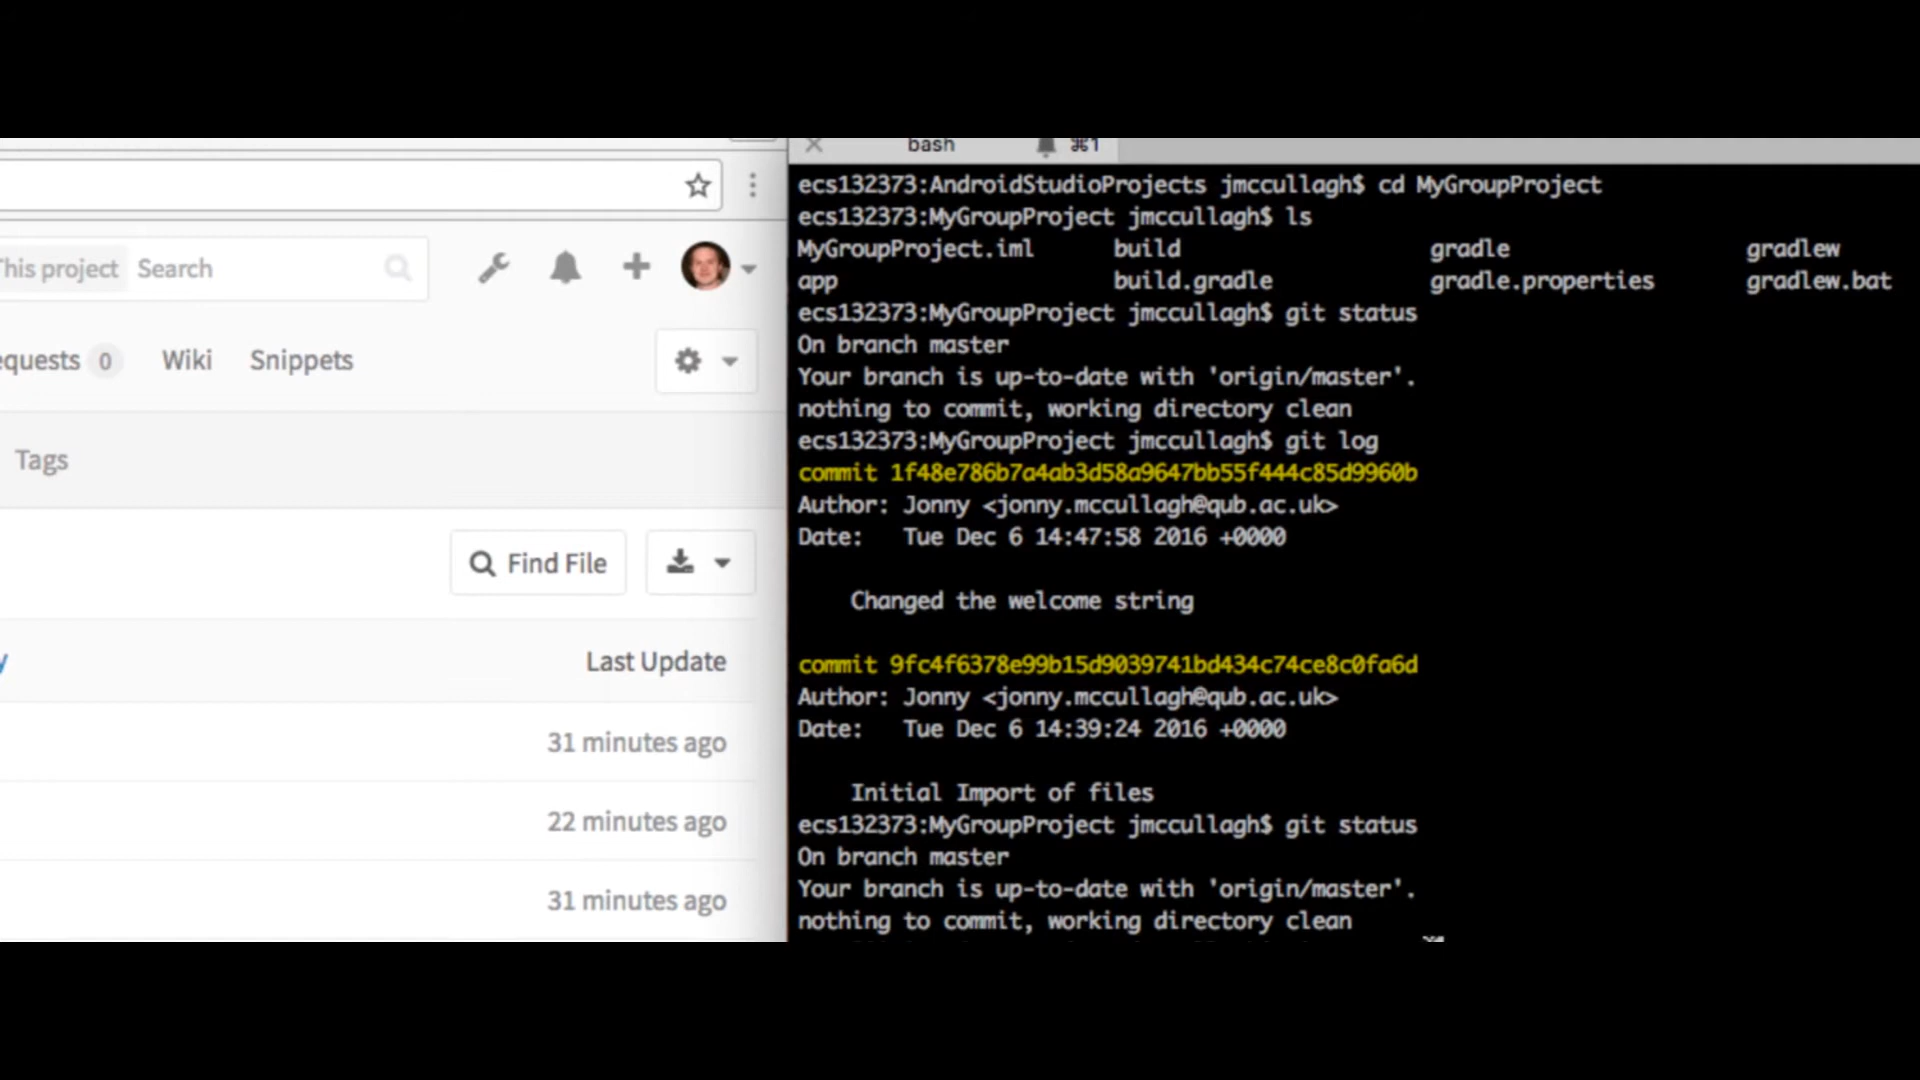 This project Search
equests 0 Wiki Snippets
Tags
Find File
y Last Update
31 minutes ago
22 minutes ago
31 minutes ago
bash ⌘1
ecs132373:AndroidStudioProjects jmccullagh$ cd MyGroupProject
ecs132373:MyGroupProject jmccullagh$ ls
MyGroupProject.iml build gradle gradlew
app build.gradle gradle.properties gradlew.bat
ecs132373:MyGroupProject jmccullagh$ git status
On branch master
Your branch is up-to-date with 'origin/master'.
nothing to commit, working directory clean
ecs132373:MyGroupProject jmccullagh$ git log
commit 1f48e786b7a4ab3d58a9647bb55f444c85d9960b
Author: Jonny <jonny.mccullagh@qub.ac.uk>
Date: Tue Dec 6 14:47:58 2016 +0000
Changed the welcome string
commit 9fc4f6378e99b15d9039741bd434c74ce8c0fa6d
Author: Jonny <jonny.mccullagh@qub.ac.uk>
Date: Tue Dec 6 14:39:24 2016 +0000
Initial Import of files
ecs132373:MyGroupProject jmccullagh$ git status
On branch master
Your branch is up-to-date with 'origin/master'.
nothing to commit, working directory clean